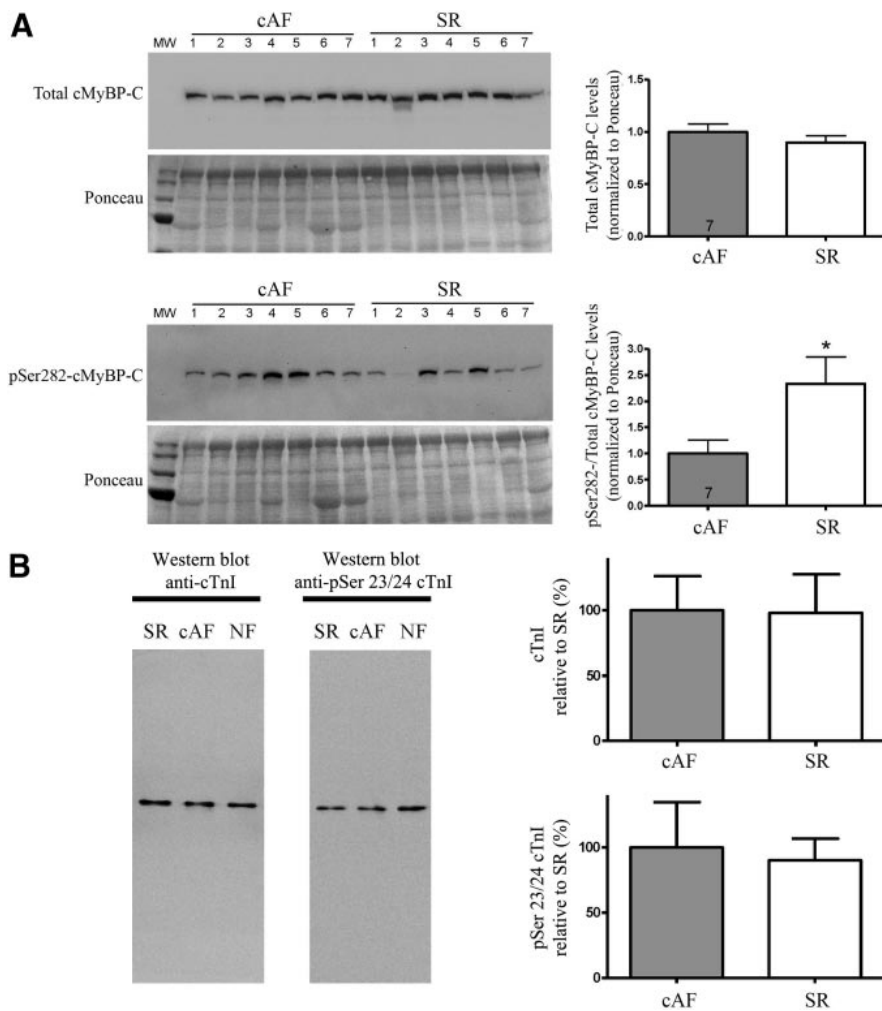 A
cAF SR
MW 1 2 3 4 5 6 7 1 2 3 4 5 6 7
Total cMyBP-C
Ponceau
Total cMyBP-C levels
(normalized to Ponceau)
1.5
1.0
0.5
0.0
7
cAF SR
cAF SR
MW 1 2 3 4 5 6 7 1 2 3 4 5 6 7
pSer282-cMyBP-C
Ponceau
pSer282-/Total cMyBP-C levels
(normalized to Ponceau)
3.0
2.5
2.0
1.5
1.0
0.5
0.0
*
7
cAF SR
B
Western blot
anti-cTnI
SR cAF NF
Western blot
anti-pSer 23/24 cTnI
SR cAF NF
cTnI
relative to SR (%)
100
50
0
cAF SR
pSer 23/24 cTnI
relative to SR (%)
100
50
0
cAF SR